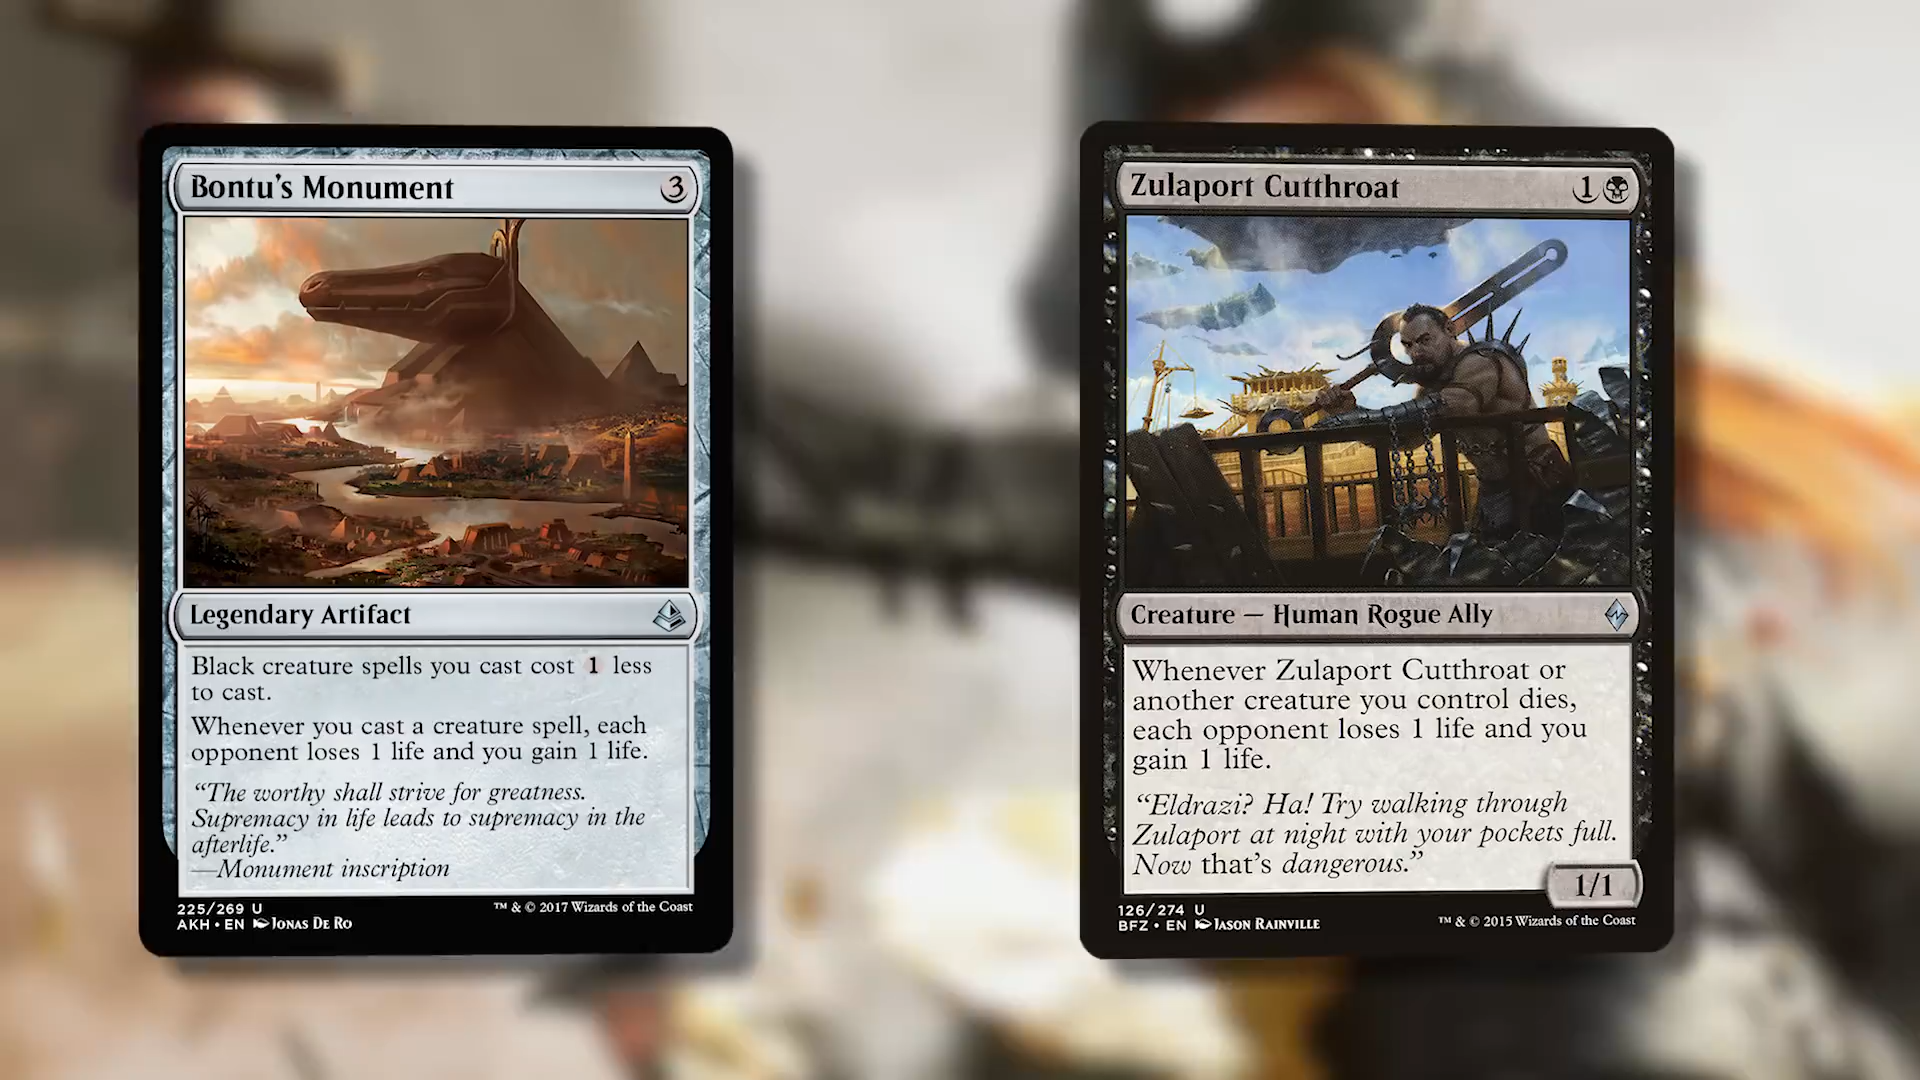 Bontu's Monument 3
Legendary Artifact
Black creature spells you cast cost 1 less
to cast.
Whenever you cast a creature spell, each
opponent loses 1 life and you gain 1 life.
“The worthy shall strive for greatness.
Supremacy in life leads to supremacy in the
afterlife.”
—Monument inscription
225/269 U
AKH • EN Jonas De Ro
™ & © 2017 Wizards of the Coast
Zulaport Cutthroat 1
Creature — Human Rogue Ally
Whenever Zulaport Cutthroat or
another creature you control dies,
each opponent loses 1 life and you
gain 1 life.
“Eldrazi? Ha! Try walking through
Zulaport at night with your pockets full.
Now that's dangerous.”
1/1
126/274 U
BFZ • EN Jason Rainville
™ & © 2015 Wizards of the Coast